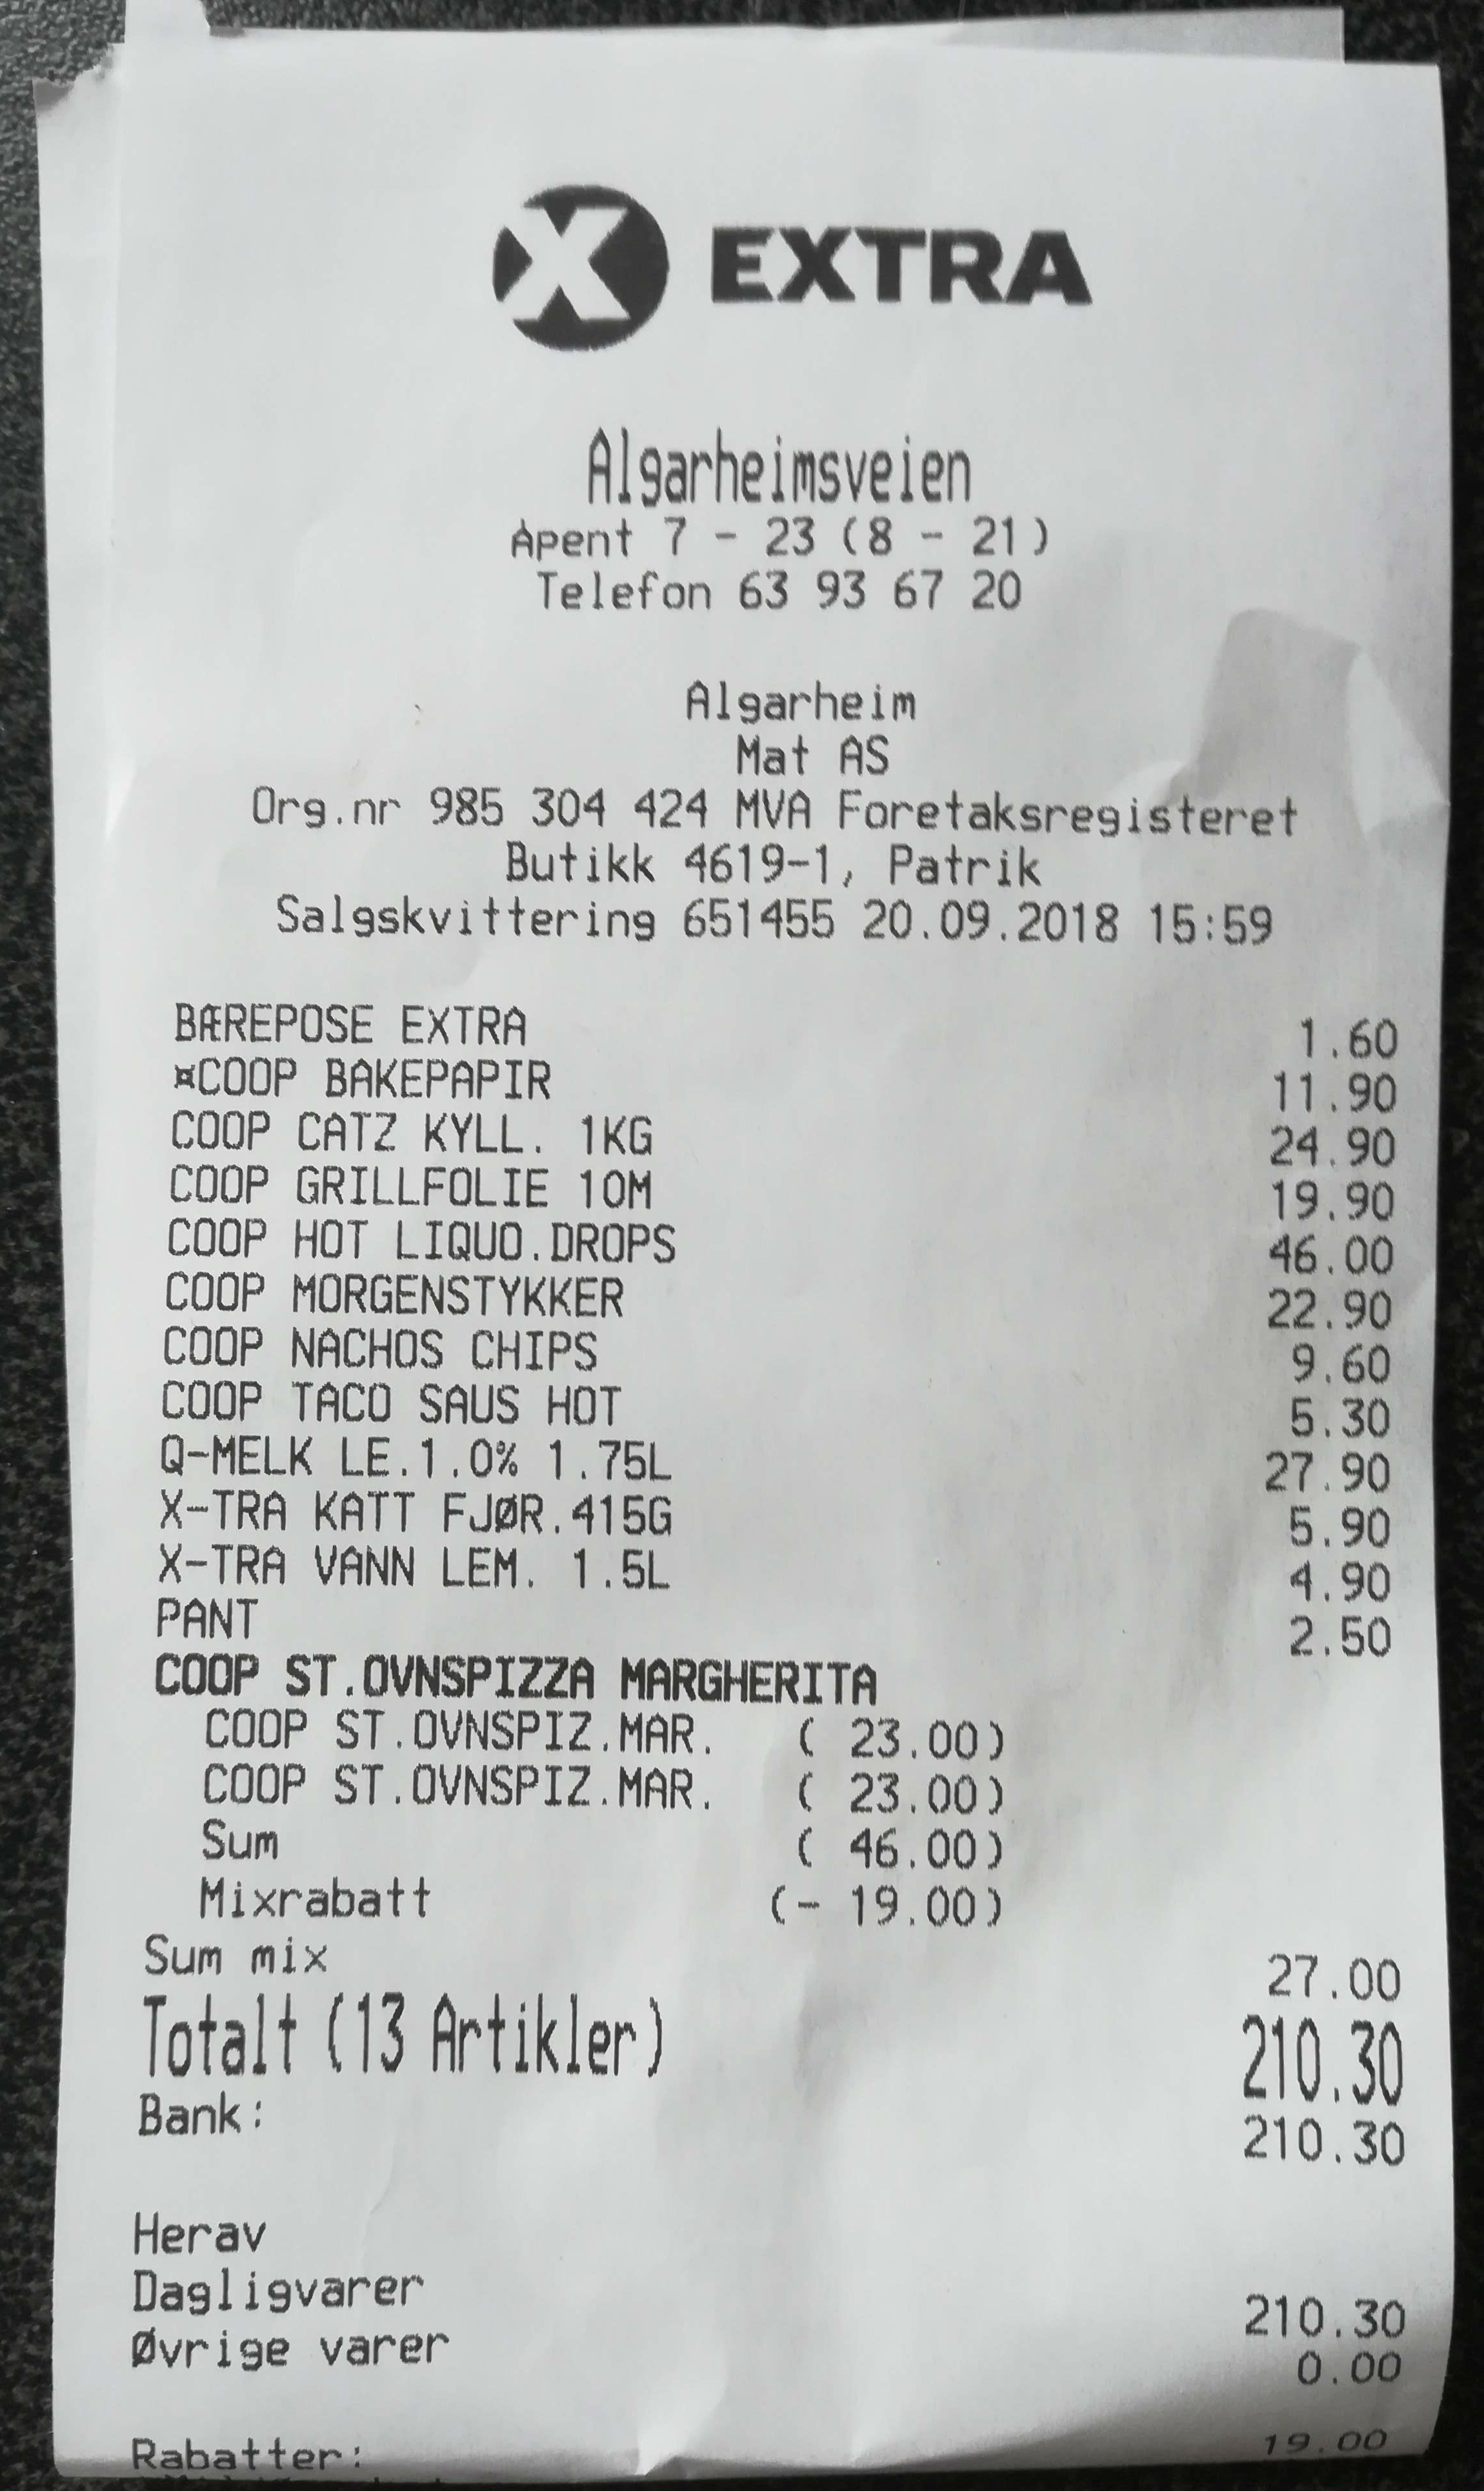 X EXTRA
Algarheimsveien
Åpent 7 - 23 (8 - 21)
Telefon 63 93 67 20
Algarheim
Mat AS
Org.nr 985 304 424 MVA Foretaksregisteret
Butikk 4619-1, Patrik
Salgskvittering 651455 20.09.2018 15:59
BÆREPOSE EXTRA 1.60
¤COOP BAKEPAPIR 11.90
COOP CATZ KYLL. 1KG 24.90
COOP GRILLFOLIE 10M 19.90
COOP HOT LIQUO.DROPS 46.00
COOP MORGENSTYKKER 22.90
COOP NACHOS CHIPS 9.60
COOP TACO SAUS HOT 5.30
Q-MELK LE.1.0% 1.75L 27.90
X-TRA KATT FJØR.415G 5.90
X-TRA VANN LEM. 1.5L 4.90
PANT 2.50
COOP ST.OVNSPIZZA MARGHERITA
COOP ST.OVNSPIZ.MAR. ( 23.00)
COOP ST.OVNSPIZ.MAR. ( 23.00)
Sum ( 46.00)
Mixrabatt (- 19.00)
Sum mix 27.00
Totalt (13 Artikler) 210.30
Bank: 210.30
Herav
Dagligvarer 210.30
Øvrige varer 0.00
Rabatter: 19.00